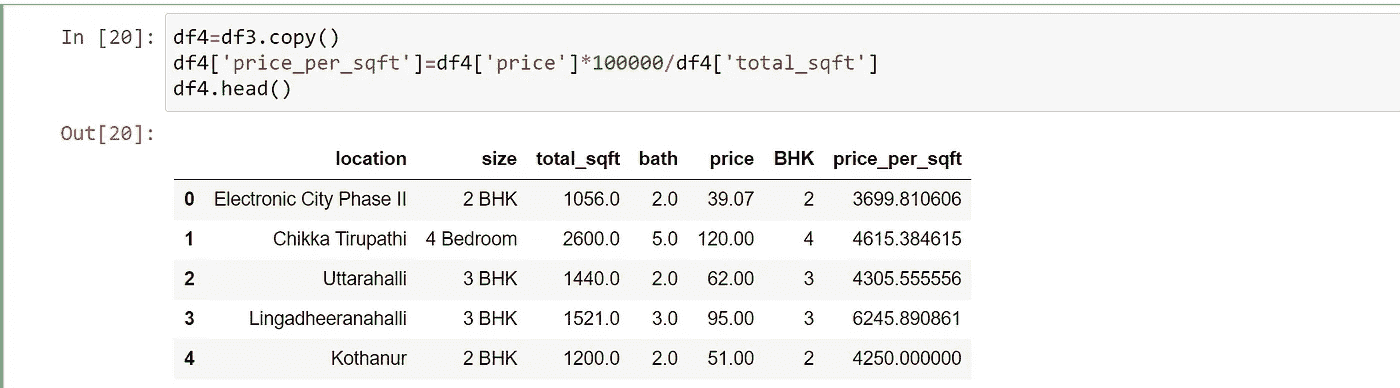 In [20]: df4=df3.copy()
df4['price_per_sqft']=df4['price']*100000/df4['total_sqft']
df4.head()
Out[20]:
location size total_sqft bath price BHK price_per_sqft
0 Electronic City Phase II 2 BHK 1056.0 2.0 39.07 2 3699.810606
1 Chikka Tirupathi 4 Bedroom 2600.0 5.0 120.00 4 4615.384615
2 Uttarahalli 3 BHK 1440.0 2.0 62.00 3 4305.555556
3 Lingadheeranahalli 3 BHK 1521.0 3.0 95.00 3 6245.890861
4 Kothanur 2 BHK 1200.0 2.0 51.00 2 4250.000000